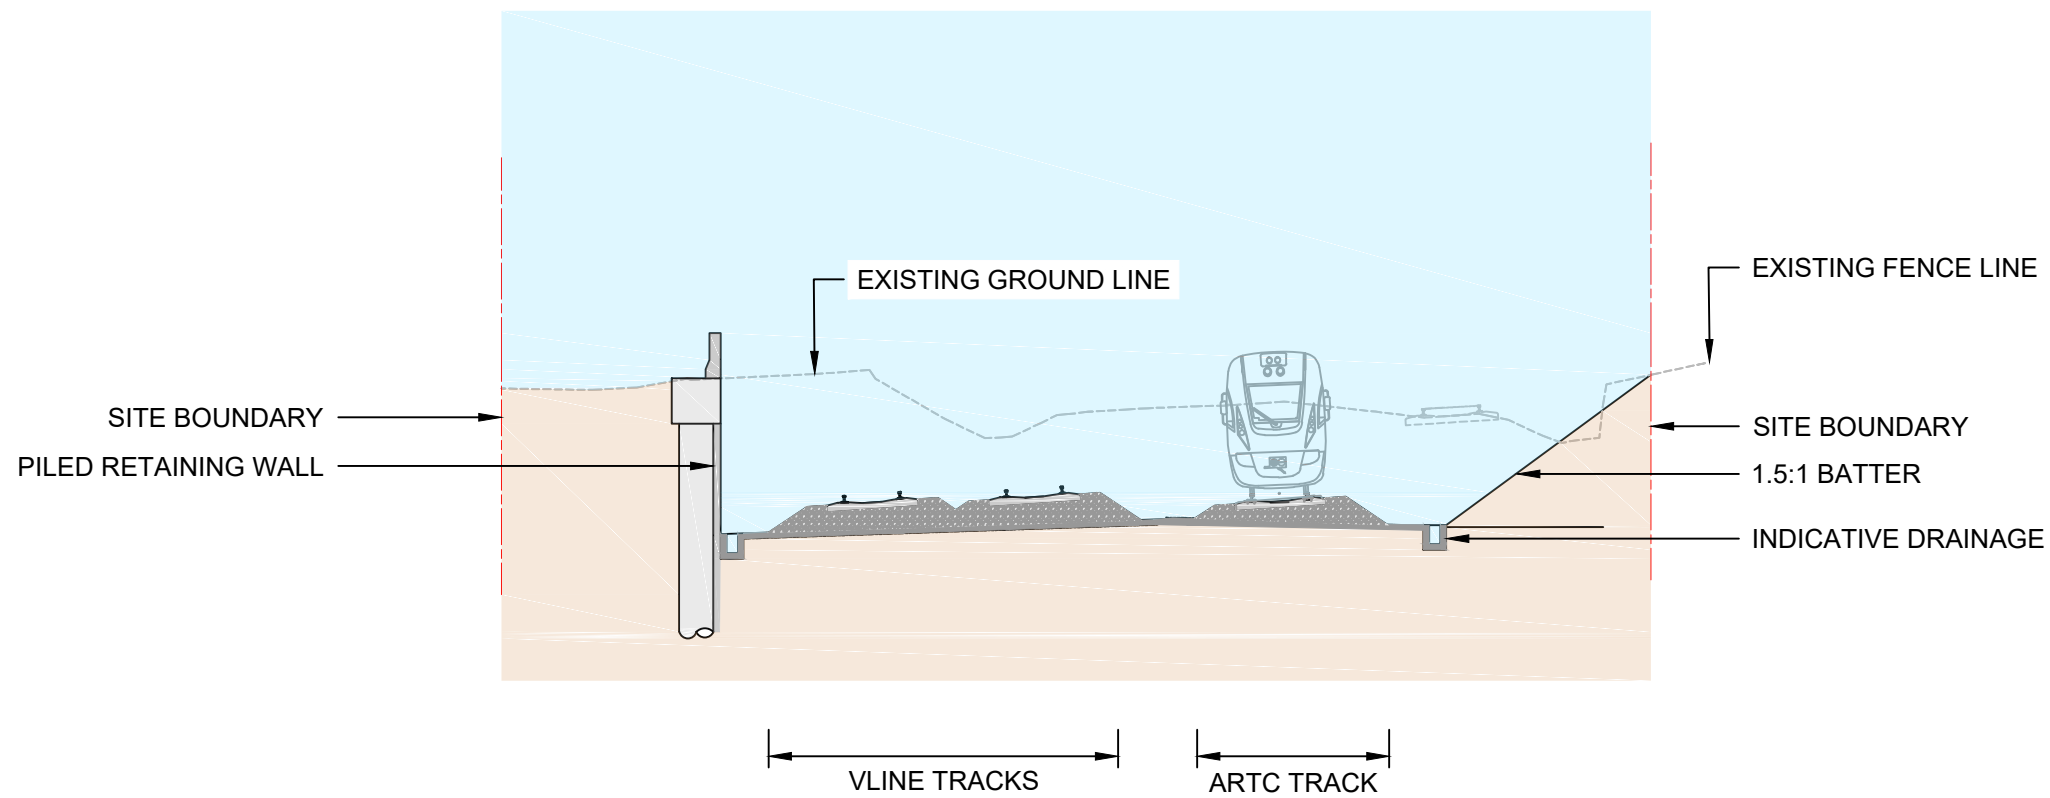 EXISTING GROUND LINE
EXISTING FENCE LINE
SITE BOUNDARY
PILED RETAINING WALL
SITE BOUNDARY
1.5:1 BATTER
INDICATIVE DRAINAGE
VLINE TRACKS
ARTC TRACK